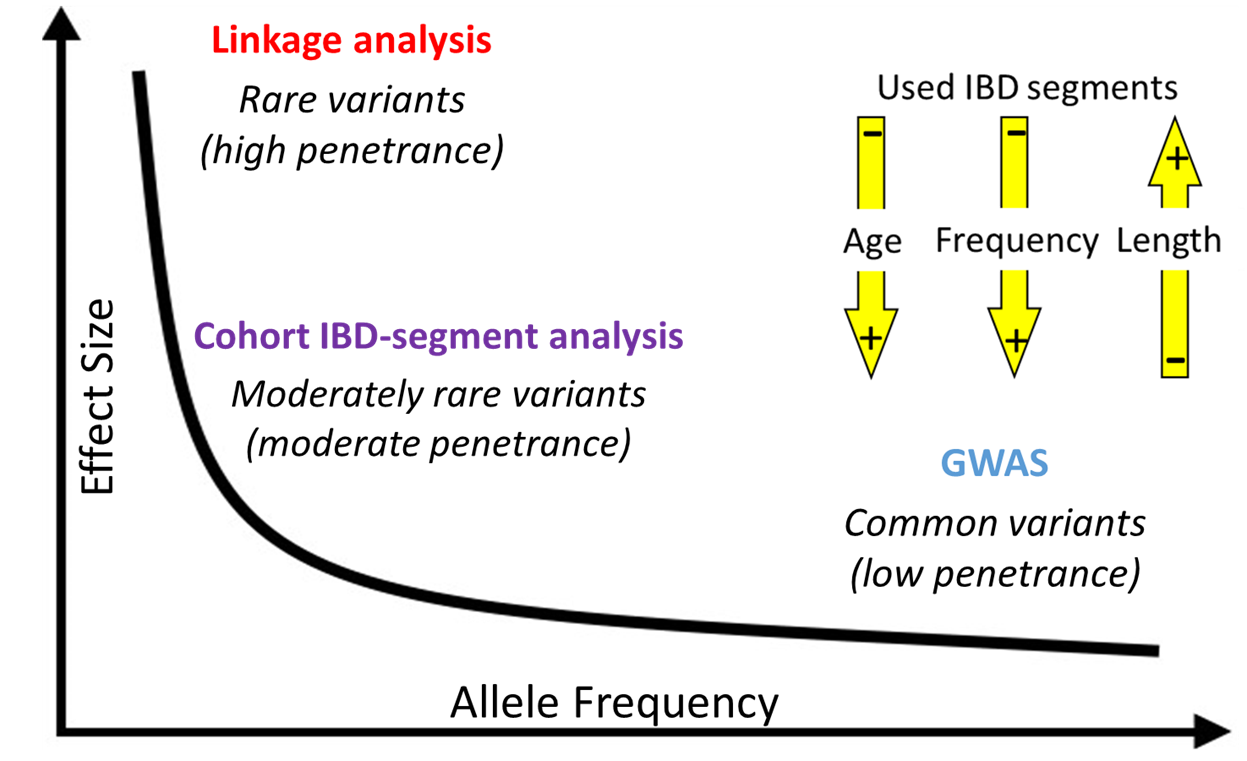 Linkage analysis
Rare variants
(high penetrance)
Used IBD segments
- - +
Age Frequency Length
+ + -
Cohort IBD-segment analysis
Moderately rare variants
(moderate penetrance)
GWAS
Common variants
(low penetrance)
Effect Size
Allele Frequency